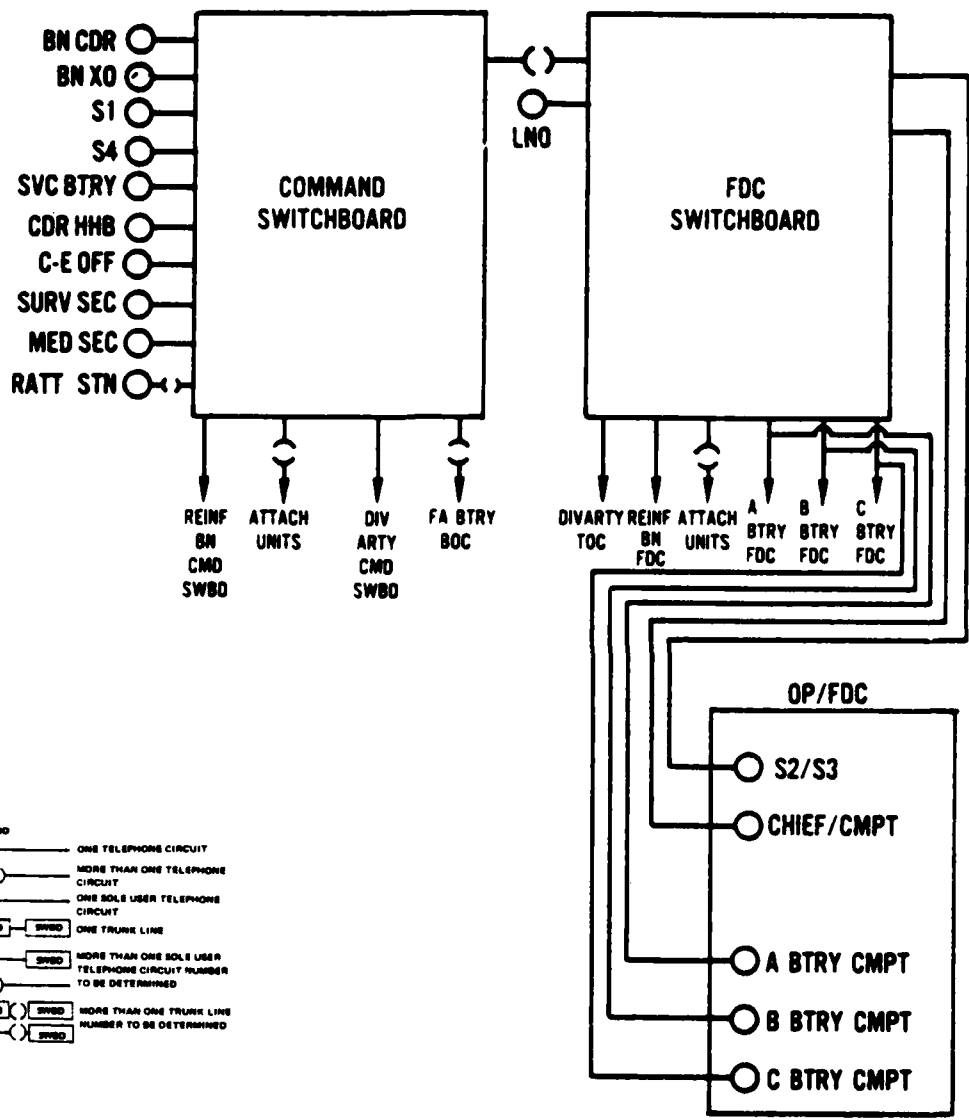 BN CDR
BN XO
S1
S4
SVC BTRY
CDR HHB
C-E OFF
SURV SEC
MED SEC
RATT STN
COMMAND
SWITCHBOARD
LNO
FDC
SWITCHBOARD
REINF
BN
CMD
SWBD
ATTACH
UNITS
DIV
ARTY
CMD
SWBD
FA BTRY
BOC
DIVARTY
TOC
REINF
BN
FDC
ATTACH
UNITS
A
BTRY
FDC
B
BTRY
FDC
C
BTRY
FDC
OP/FDC
S2/S3
CHIEF/CMPT
A BTRY CMPT
B BTRY CMPT
C BTRY CMPT
ONE TELEPHONE CIRCUIT
MORE THAN ONE TELEPHONE
CIRCUIT
ONE SOLE USER TELEPHONE
CIRCUIT
SWBD ONE TRUNK LINE
SWBD MORE THAN ONE SOLE USER
TELEPHONE CIRCUIT NUMBER
TO BE DETERMINED
SWBD MORE THAN ONE TRUNK LINE
NUMBER TO BE DETERMINED
SWBD